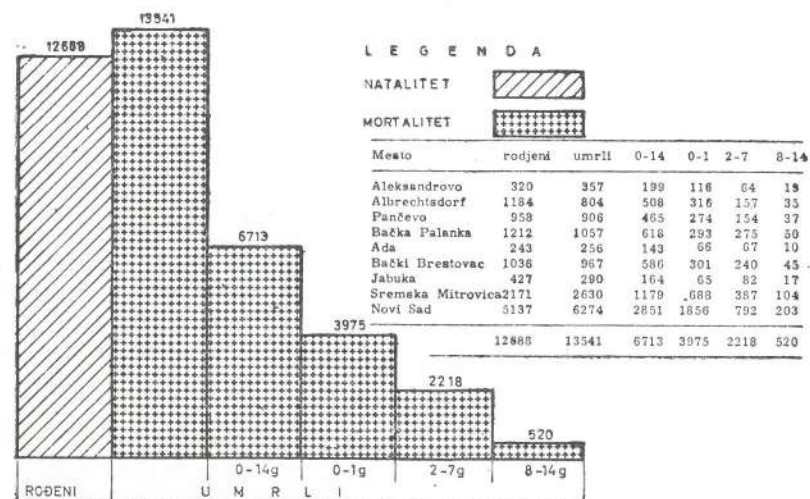 13541
12688
L E G E N D A
NATALITET
MORTALITET
Mesto rodjeni umrli 0-14 0-1 2-7 8-14
Aleksandrovo 320 357 199 116 64 19
Albrechtsdorf 1184 804 508 316 157 35
Pančevo 958 906 465 274 154 37
Bačka Palanka 1212 1057 618 293 275 50
Ada 243 256 143 66 67 10
Bački Brestovac 1036 967 586 301 240 45
Jabuka 427 290 164 65 82 17
Sremska Mitrovica 2171 2630 1179 688 387 104
Novi Sad 5137 6274 2851 1856 792 203
12688 13541 6713 3975 2218 520
6713
3975
2218
520
0-14g 0-1g 2-7g 8-14g
ROĐENI U M R L I